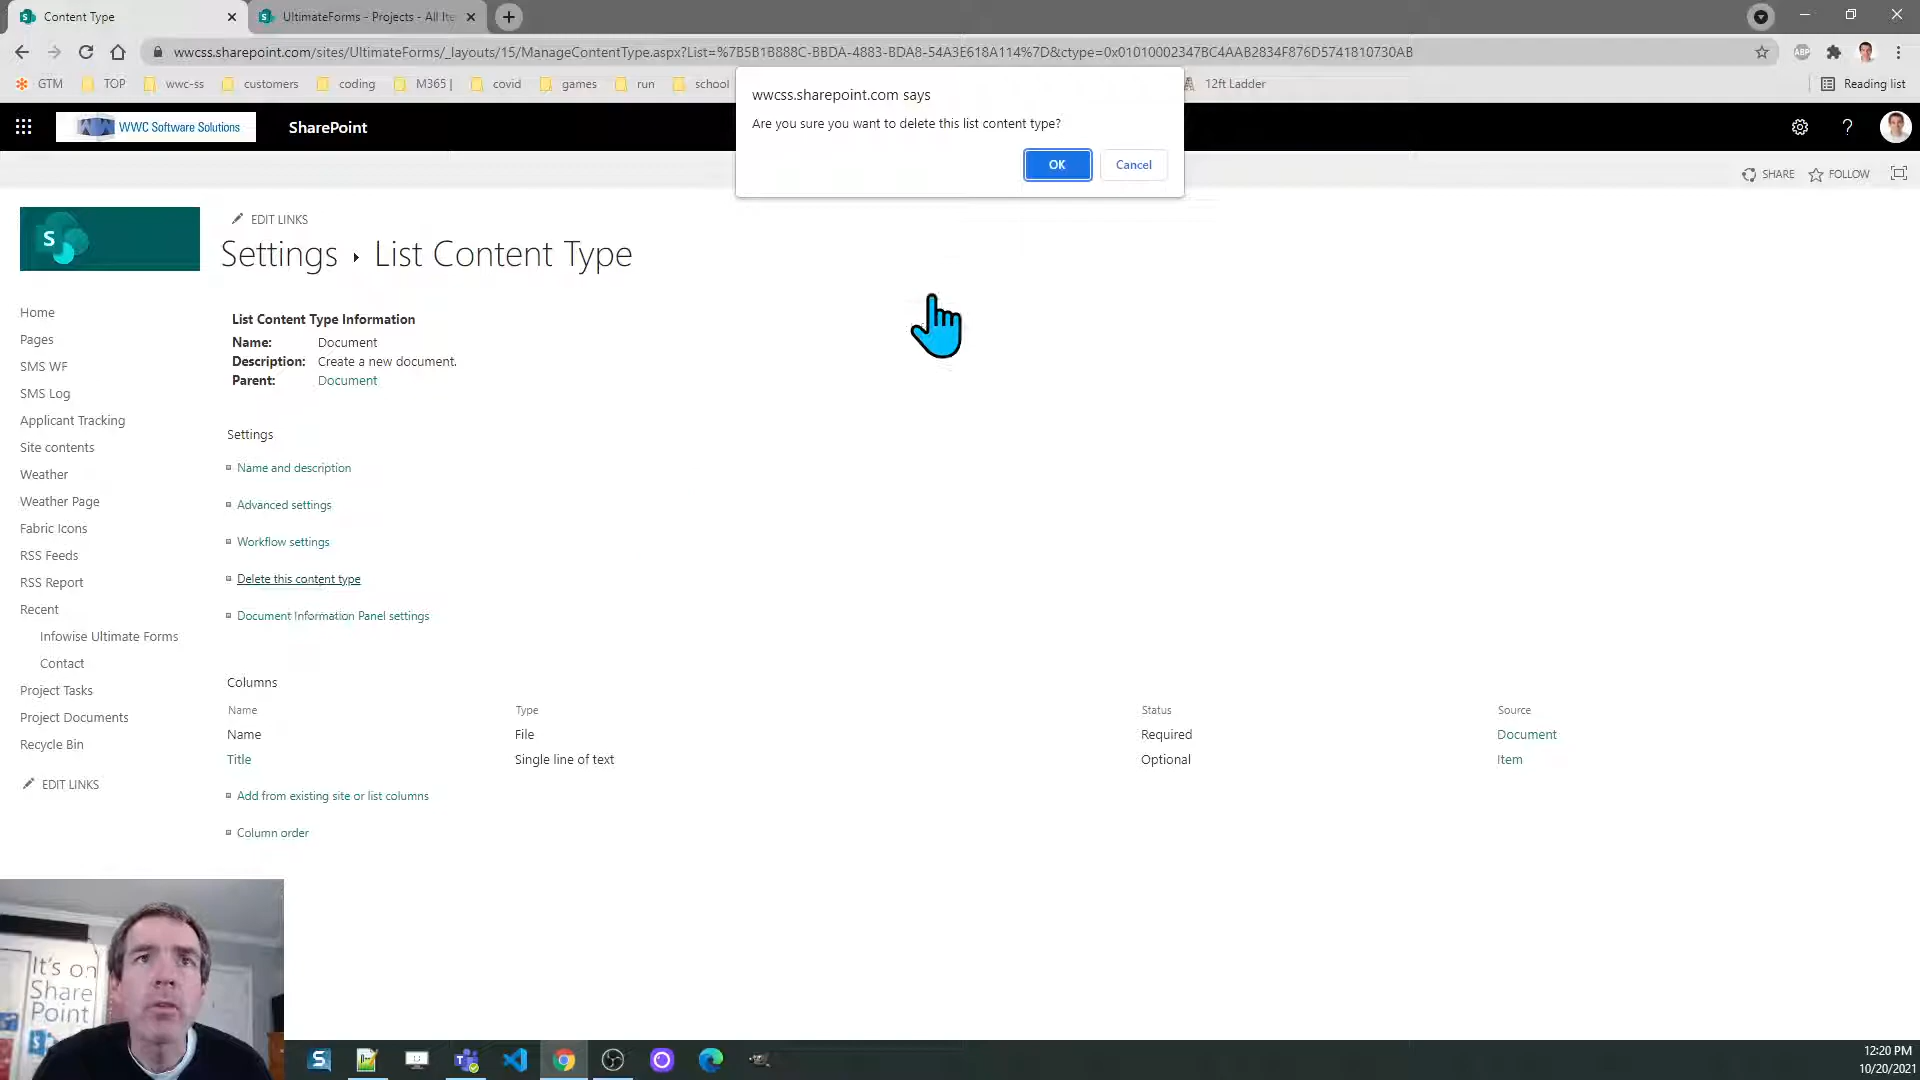 Content Type
UltimateForms - Projects - All Ite
wwcss.sharepoint.com/sites/UltimateForms/_layouts/15/ManageContentType.aspx?List=%7B5B1B888C-BBDA-4883-BDA8-54A3E618A114%7D&ctype=0x01010002347BC4AAB2834F876D5741810730AB
ABP
GTM TOP wwc-ss customers coding M365 | covid games run school 12ft Ladder Reading list
wwcss.sharepoint.com says
Are you sure you want to delete this list content type?
OK Cancel
WWC Software Solutions SharePoint ?
SHARE FOLLOW
S
EDIT LINKS
Settings ▸ List Content Type
Home
Pages
SMS WF
SMS Log
Applicant Tracking
Site contents
Weather
Weather Page
Fabric Icons
RSS Feeds
RSS Report
Recent
Infowise Ultimate Forms
Contact
Project Tasks
Project Documents
Recycle Bin
EDIT LINKS
List Content Type Information
Name: Document
Description: Create a new document.
Parent: Document
Settings
Name and description
Advanced settings
Workflow settings
Delete this content type
Document Information Panel settings
Columns
Name Type Status Source
Name File Required Document
Title Single line of text Optional Item
Add from existing site or list columns
Column order
It's on
Share
Point
S
12:20 PM
10/20/2021